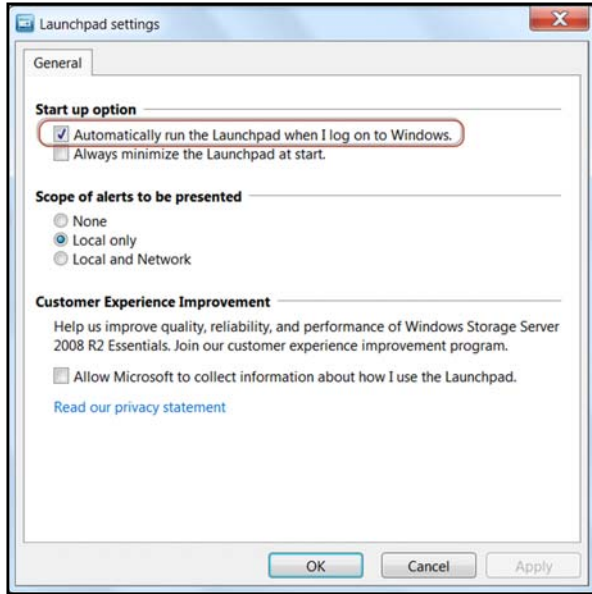 Launchpad settings
General
Start up option
Automatically run the Launchpad when I log on to Windows.
Always minimize the Launchpad at start.
Scope of alerts to be presented
None
Local only
Local and Network
Customer Experience Improvement
Help us improve quality, reliability, and performance of Windows Storage Server
2008 R2 Essentials. Join our customer experience improvement program.
Allow Microsoft to collect information about how I use the Launchpad.
Read our privacy statement
OK Cancel Apply